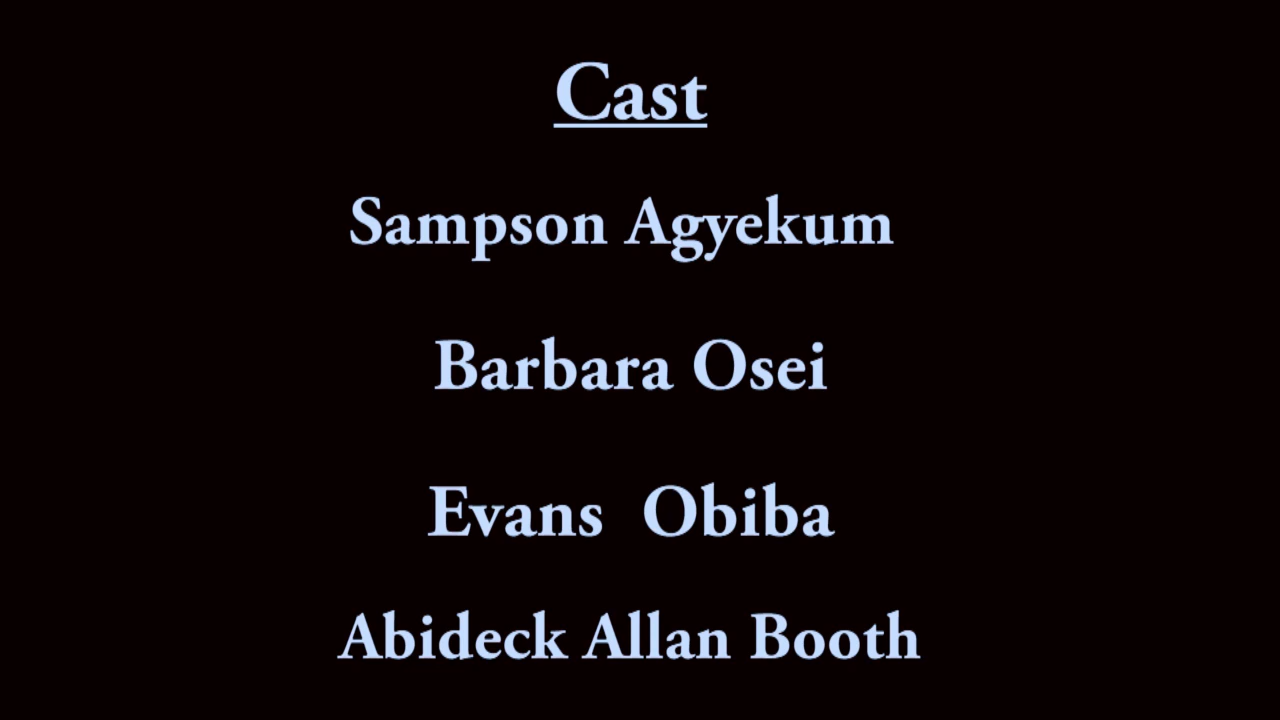 Cast
Sampson Agyekum
Barbara Osei
Evans  Obiba
Abideck Allan Booth